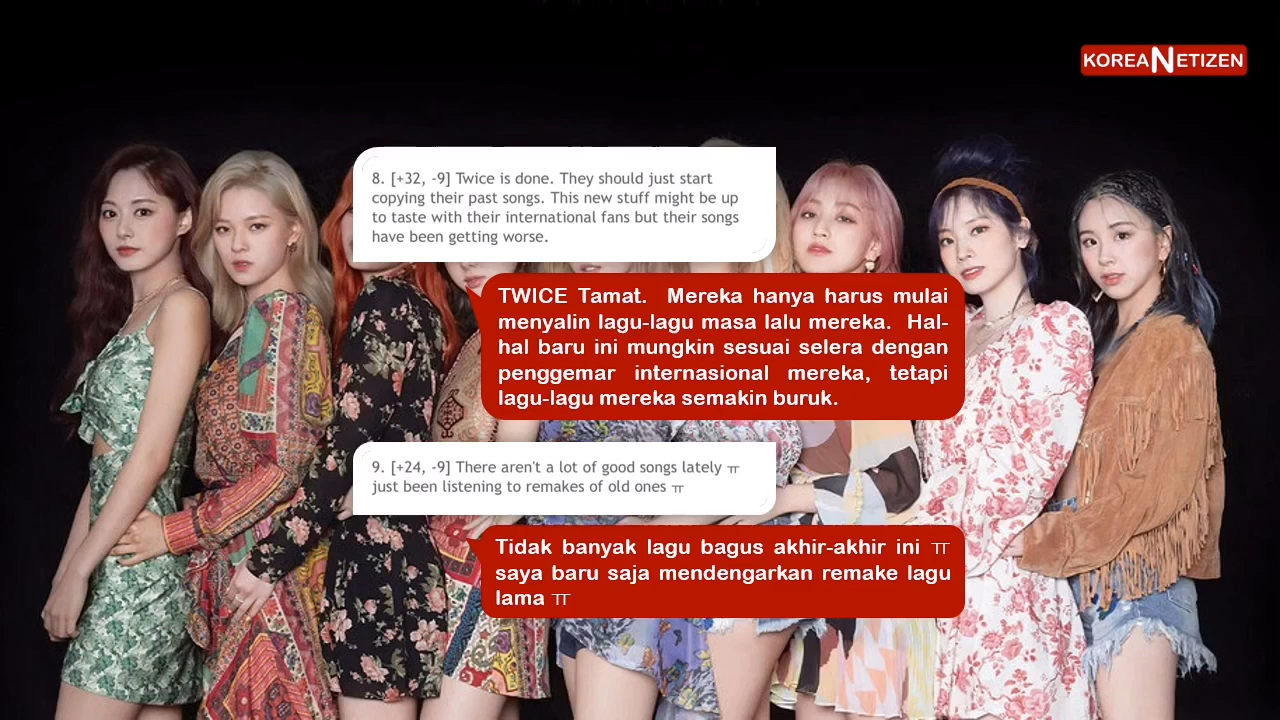 KOREANETIZEN
8. [+32, -9] Twice is done. They should just start
copying their past songs. This new stuff might be up
to taste with their international fans but their songs
have been getting worse.
TWICE Tamat. Mereka hanya harus mulai
menyalin lagu-lagu masa lalu mereka. Hal-
hal baru ini mungkin sesuai selera dengan
penggemar internasional mereka, tetapi
lagu-lagu mereka semakin buruk.
9. [+24, -9] There aren't a lot of good songs lately ㅠ
just been listening to remakes of old ones ㅠ
Tidak banyak lagu bagus akhir-akhir ini ㅠ
saya baru saja mendengarkan remake lagu
lama ㅠ